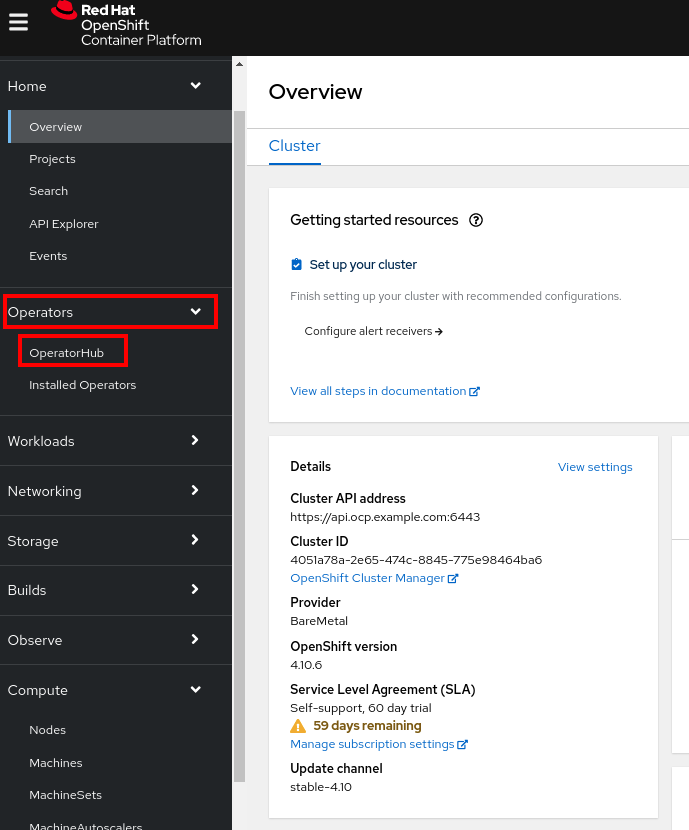 Red Hat
OpenShift
Container Platform
Home
Overview
Projects
Search
API Explorer
Events
Operators
OperatorHub
Installed Operators
Workloads
Networking
Storage
Builds
Observe
Compute
Nodes
Machines
MachineSets
MachineAutoscalers
Overview
Cluster
Getting started resources
Set up your cluster
Finish setting up your cluster with recommended configurations.
Configure alert receivers
View all steps in documentation
Details
View settings
Cluster API address
https://api.ocp.example.com:6443
Cluster ID
4051a78a-2e65-474c-8845-775e98464ba6
OpenShift Cluster Manager
Provider
BareMetal
OpenShift version
4.10.6
Service Level Agreement (SLA)
Self-support, 60 day trial
59 days remaining
Manage subscription settings
Update channel
stable-4.10